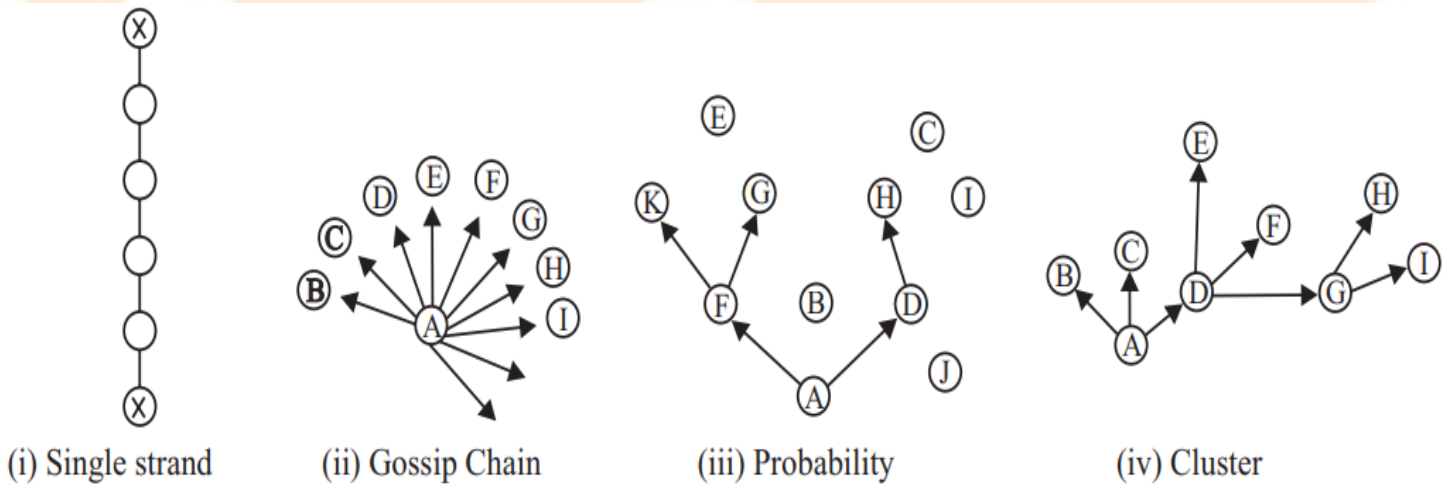 X
X
(i) Single strand
B
C
D
E
F
G
H
I
A
(ii) Gossip Chain
E
C
K
G
H
I
F
B
D
J
A
(iii) Probability
E
H
F
C
B
I
D
G
A
(iv) Cluster